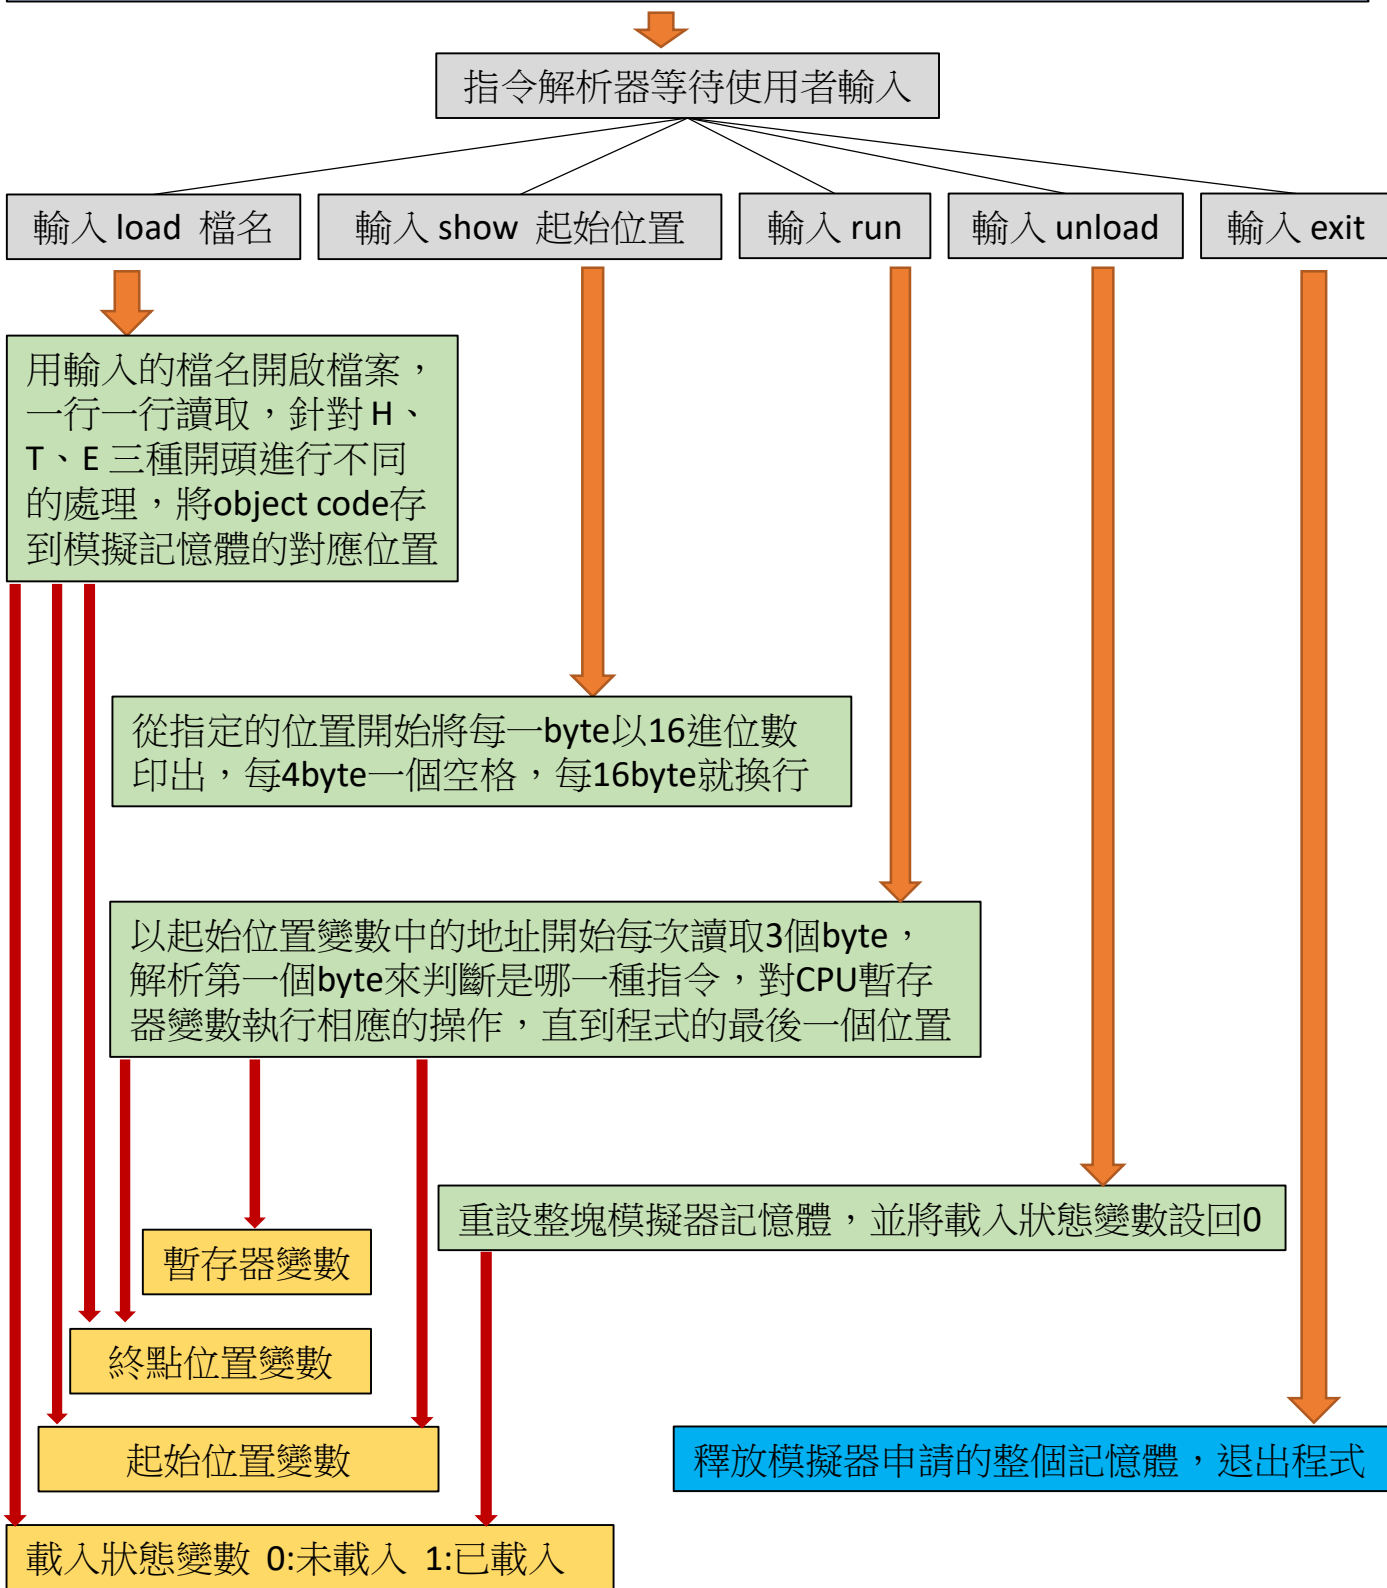 指令解析器等待使用者輸入
輸入 load 檔名
輸入 show 起始位置
輸入 run
輸入 unload
輸入 exit
用輸入的檔名開啟檔案，
一行一行讀取，針對 H、
T、E 三種開頭進行不同
的處理，將object code存
到模擬記憶體的對應位置
從指定的位置開始將每一byte以16進位數
印出，每4byte一個空格，每16byte就換行
以起始位置變數中的地址開始每次讀取3個byte，
解析第一個byte來判斷是哪一種指令，對CPU暫存
器變數執行相應的操作，直到程式的最後一個位置
重設整塊模擬器記憶體，並將載入狀態變數設回0
暫存器變數
終點位置變數
起始位置變數
釋放模擬器申請的整個記憶體，退出程式
載入狀態變數 0:未載入 1:已載入